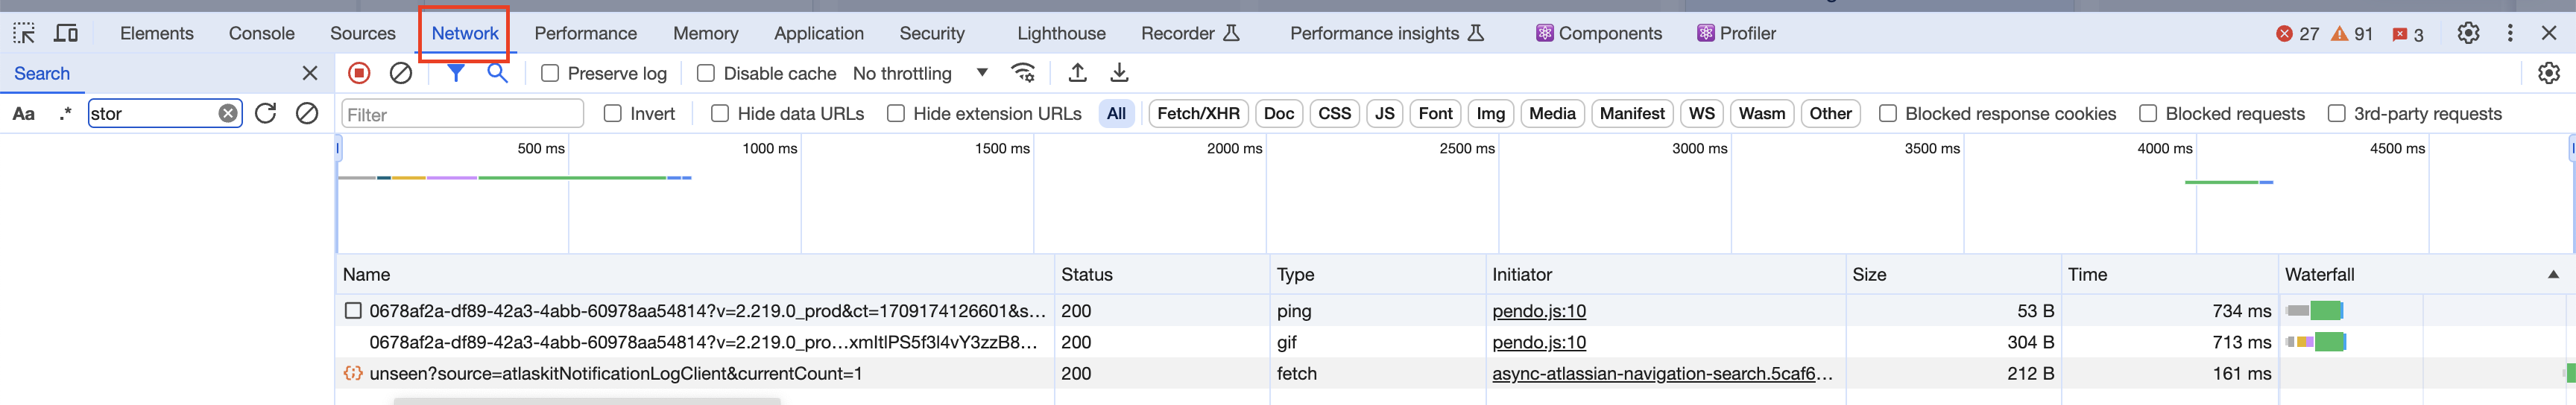 Elements Console Sources Network Performance Memory Application Security Lighthouse Recorder Performance insights Components Profiler 27 91 3
Search Preserve log Disable cache No throttling
Aa .* stor Filter Invert Hide data URLs Hide extension URLs All Fetch/XHR Doc CSS JS Font Img Media Manifest WS Wasm Other Blocked response cookies Blocked requests 3rd-party requests
500 ms 1000 ms 1500 ms 2000 ms 2500 ms 3000 ms 3500 ms 4000 ms 4500 ms
Name Status Type Initiator Size Time Waterfall
0678af2a-df89-42a3-4abb-60978aa54814?v=2.219.0_prod&ct=1709174126601&s… 200 ping pendo.js:10 53 B 734 ms
0678af2a-df89-42a3-4abb-60978aa54814?v=2.219.0_pro…xmItlPS5f3l4vY3zzB8… 200 gif pendo.js:10 304 B 713 ms
unseen?source=atlaskitNotificationLogClient&currentCount=1 200 fetch async-atlassian-navigation-search.5caf6… 212 B 161 ms